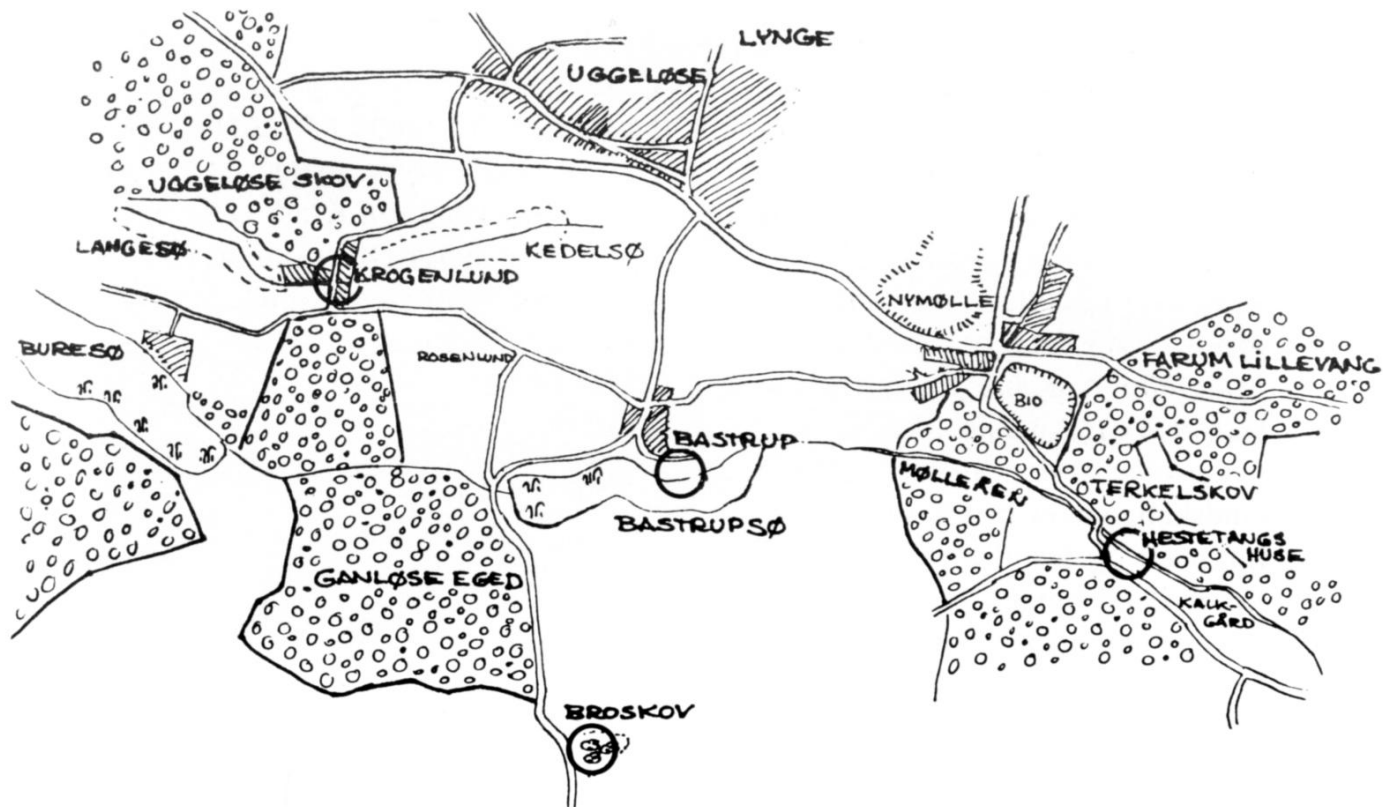 LYNGE
UGGELØSE
UGGELØSE SKOV
LANGESØ
KEDELSØ
KROGENLUND
NYMØLLE
BURESØ
ROSENLUND
FARUM LILLEVANG
BIO
BASTRUP
MØLLEREN
TERKELSKOV
BASTRUPSØ
HESTETANGS
HUSE
GANLØSE EGED
KALK-
GÅRD
BROSKOV